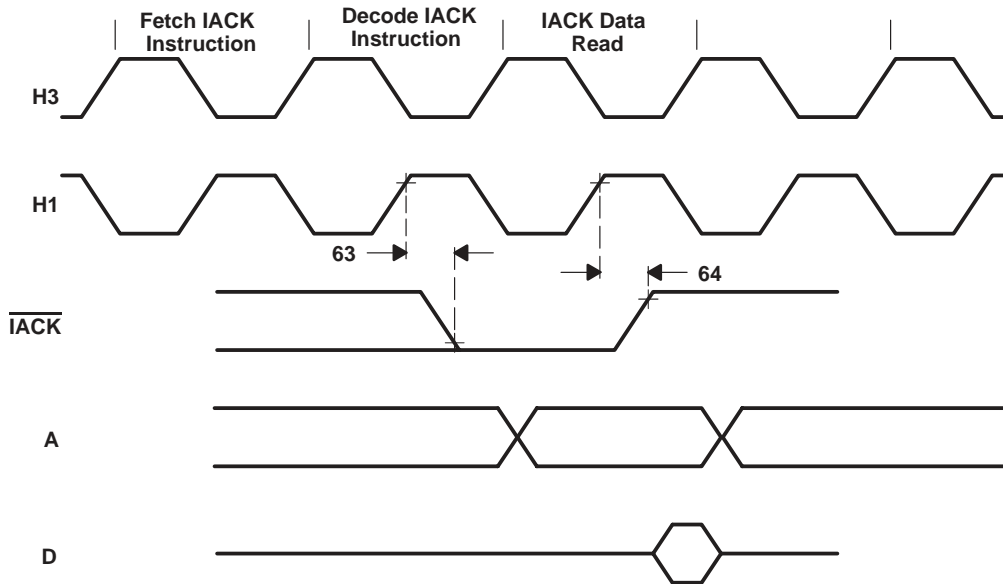 Fetch IACK
Instruction
Decode IACK
Instruction
IACK Data
Read
H3
H1
63
64
IACK
A
D